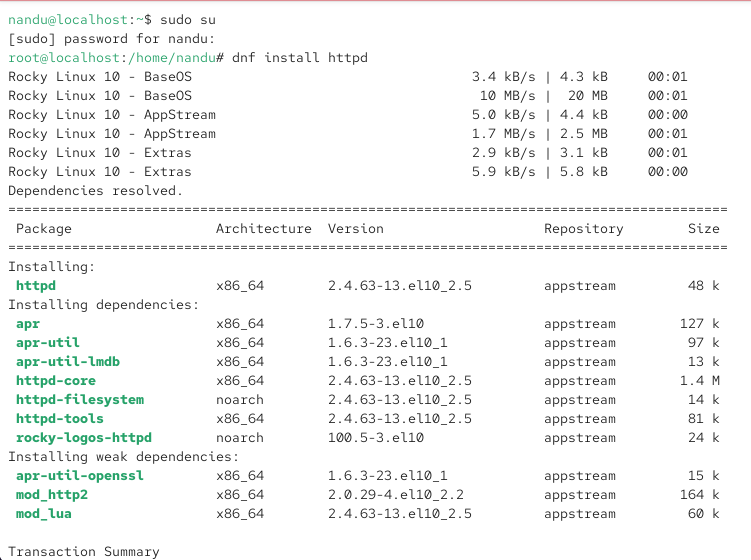 nandu@localhost:~$ sudo su
[sudo] password for nandu:
root@localhost:/home/nandu# dnf install httpd
Rocky Linux 10 - BaseOS                                   3.4 kB/s | 4.3 kB     00:01
Rocky Linux 10 - BaseOS                                    10 MB/s |  20 MB     00:01
Rocky Linux 10 - AppStream                                5.0 kB/s | 4.4 kB     00:00
Rocky Linux 10 - AppStream                                1.7 MB/s | 2.5 MB     00:01
Rocky Linux 10 - Extras                                   2.9 kB/s | 3.1 kB     00:01
Rocky Linux 10 - Extras                                   5.9 kB/s | 5.8 kB     00:00
Dependencies resolved.
==========================================================================================
 Package                  Architecture  Version                    Repository        Size
==========================================================================================
Installing:
 httpd                    x86_64        2.4.63-13.el10_2.5         appstream         48 k
Installing dependencies:
 apr                      x86_64        1.7.5-3.el10               appstream        127 k
 apr-util                 x86_64        1.6.3-23.el10_1            appstream         97 k
 apr-util-lmdb            x86_64        1.6.3-23.el10_1            appstream         13 k
 httpd-core               x86_64        2.4.63-13.el10_2.5         appstream        1.4 M
 httpd-filesystem         noarch        2.4.63-13.el10_2.5         appstream         14 k
 httpd-tools              x86_64        2.4.63-13.el10_2.5         appstream         81 k
 rocky-logos-httpd        noarch        100.5-3.el10               appstream         24 k
Installing weak dependencies:
 apr-util-openssl         x86_64        1.6.3-23.el10_1            appstream         15 k
 mod_http2                x86_64        2.0.29-4.el10_2.2          appstream        164 k
 mod_lua                  x86_64        2.4.63-13.el10_2.5         appstream         60 k

Transaction Summary